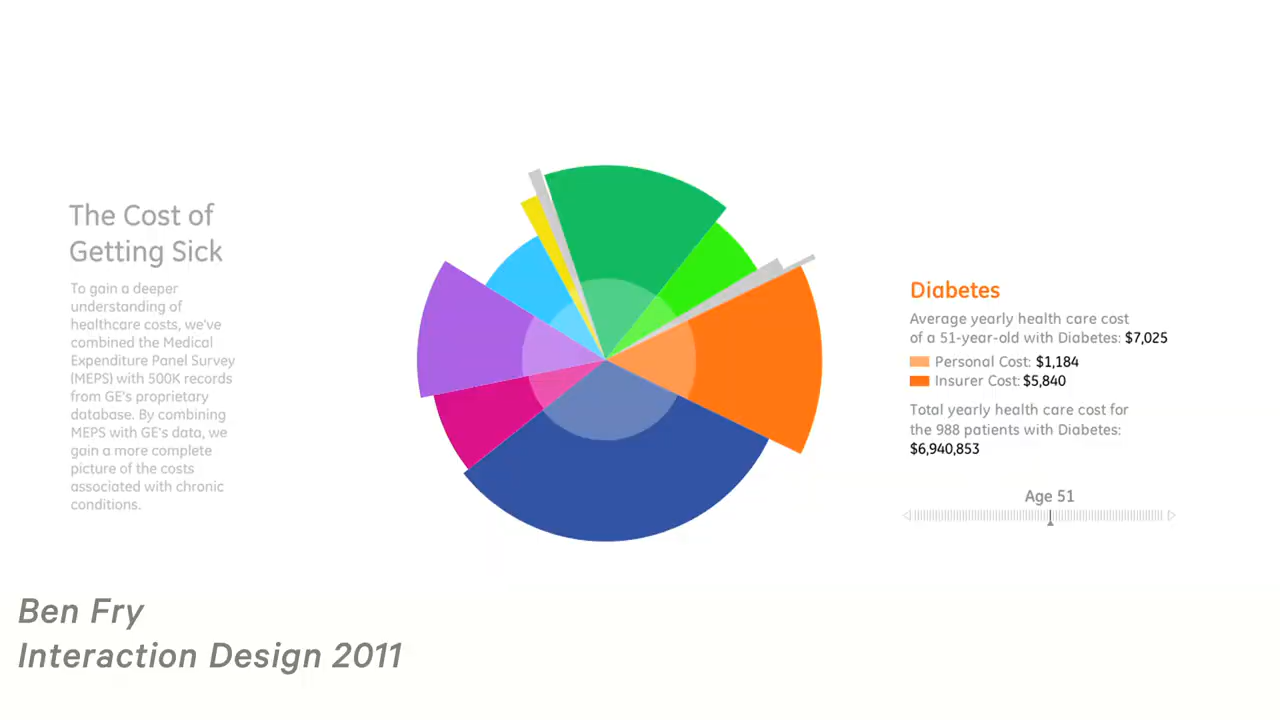 The Cost of
Getting Sick
To gain a deeper
understanding of
healthcare costs, we've
combined the Medical
Expenditure Panel Survey
(MEPS) with 500K records
from GE's proprietary
database. By combining
MEPS with GE's data, we
gain a more complete
picture of the costs
associated with chronic
conditions.
Diabetes
Average yearly health care cost
of a 51-year-old with Diabetes: $7,025
Personal Cost: $1,184
Insurer Cost: $5,840
Total yearly health care cost for
the 988 patients with Diabetes:
$6,940,853
Age 51
Ben Fry
Interaction Design 2011